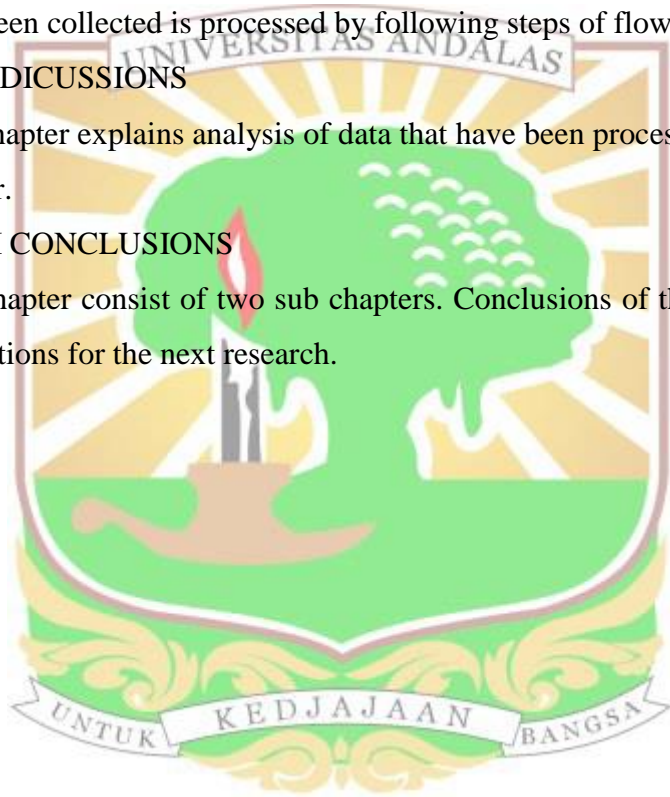 een collected is processed by following steps of flow
UNIVERSITAS ANDALAS
DICUSSIONS
hapter explains analysis of data that have been proces
r.
I CONCLUSIONS
hapter consist of two sub chapters. Conclusions of t
tions for the next research.
UNTUK KEDJAJAAN BANGSA